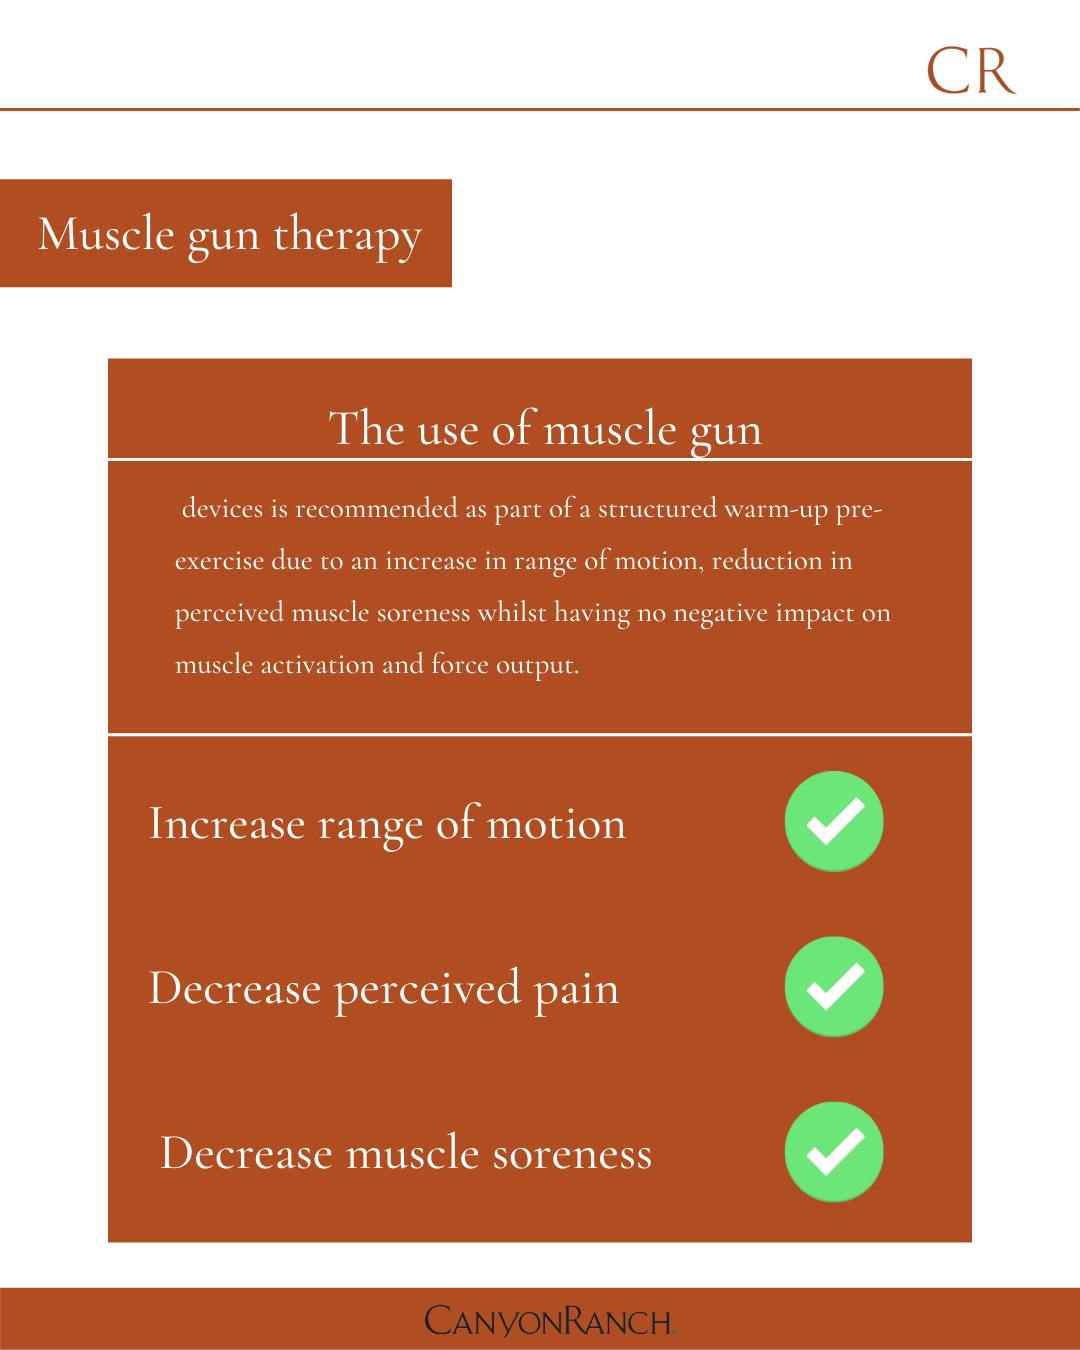 CR
Muscle gun therapy
The use of muscle gun
devices is recommended as part of a structured warm-up pre-
exercise due to an increase in range of motion, reduction in
perceived muscle soreness whilst having no negative impact on
muscle activation and force output.
Increase range of motion
Decrease perceived pain
Decrease muscle soreness
CANYONRANCH®